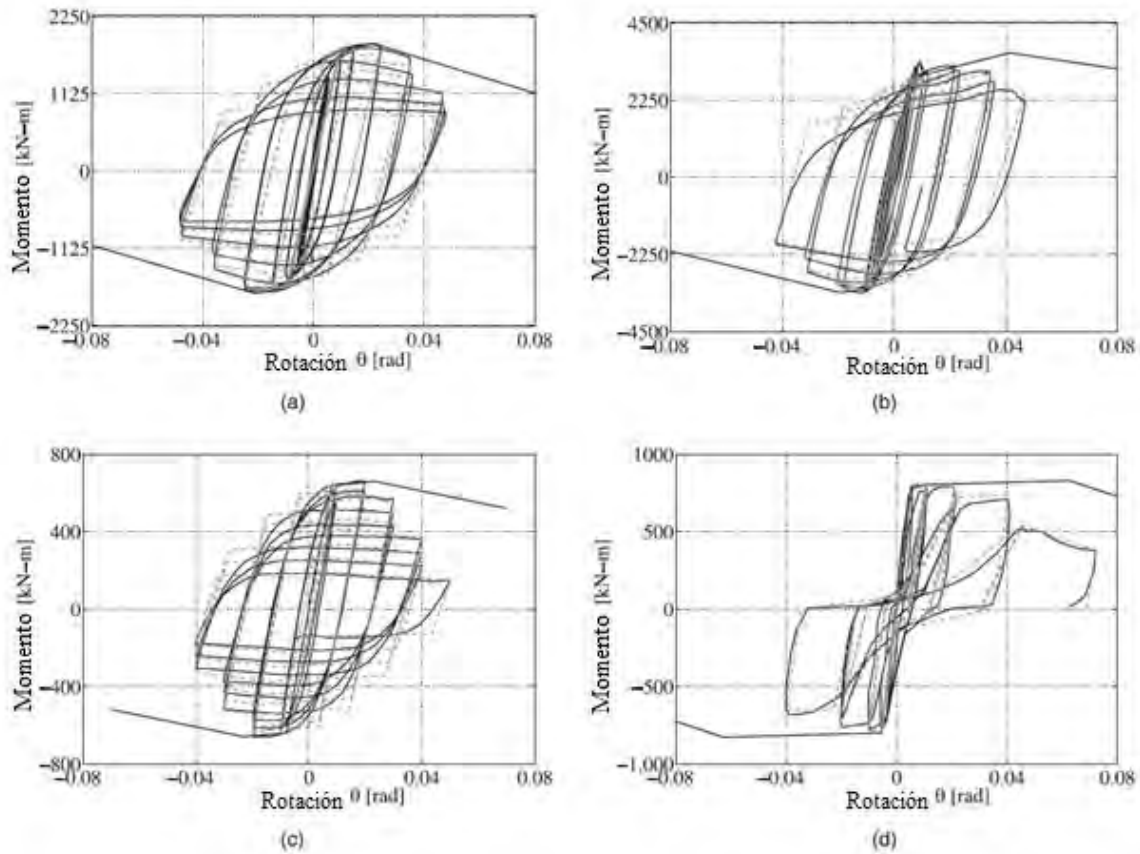 2250
1125
0
−1125
−2250
−0.08 −0.04 0 0.04 0.08
Momento [kN−m]
Rotación θ [rad]
(a)
4500
2250
0
−2250
−4500
−0.08 −0.04 0 0.04 0.08
Momento [kN−m]
Rotación θ [rad]
(b)
800
400
0
−400
−800
−0.08 −0.04 0 0.04 0.08
Momento [kN−m]
Rotación θ [rad]
(c)
1000
500
0
−500
−1.000
−0.08 −0.04 0 0.04 0.08
Momento [kN−m]
Rotación θ [rad]
(d)